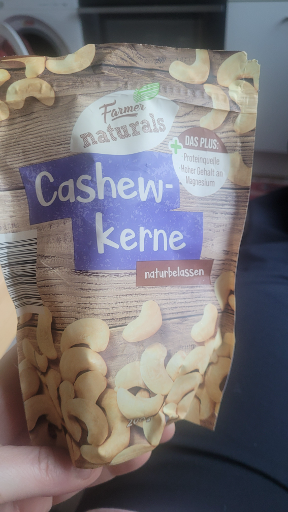 Farmer
naturals
DAS PLUS:
Proteinquelle
Hoher Gehalt an
Magnesium
Cashew-
kerne
naturbelassen